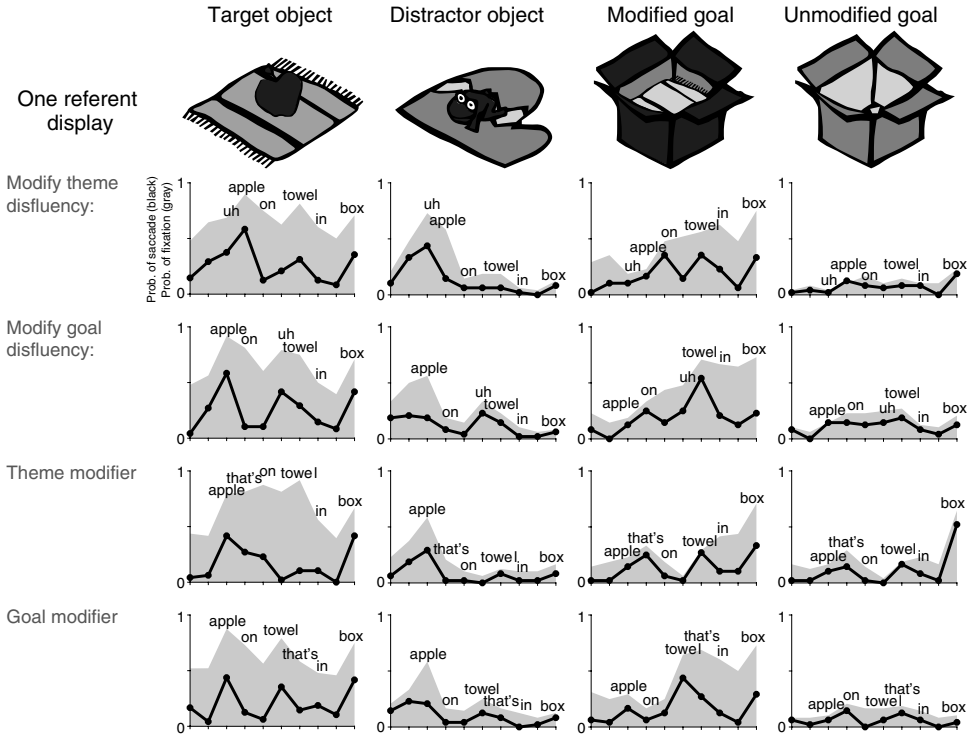 Target object
Distractor object
Modified goal
Unmodified goal
One referent
display
Modify theme
disfluency:
Prob. of saccade (black)
Prob. of fixation (gray)
1
0
uh
apple
on
towel
in
box
1
0
uh
apple
on
towel
in
box
1
0
uh
apple
on
towel
in
box
1
0
uh
apple
on
towel
in
box
Modify goal
disfluency:
1
0
apple
on
uh
towel
in
box
1
0
apple
on
uh
towel
in
box
1
0
apple
on
uh
towel
in
box
1
0
apple
on
uh
towel
in
box
Theme modifier
1
0
apple
that's
on
towel
in
box
1
0
apple
that's
on
towel
in
box
1
0
apple
that's
on
towel
in
box
1
0
apple
that's
on
towel
in
box
Goal modifier
1
0
apple
on
towel
that's
in
box
1
0
apple
on
towel
that's
in
box
1
0
apple
on
towel
that's
in
box
1
0
apple
on
towel
that's
in
box